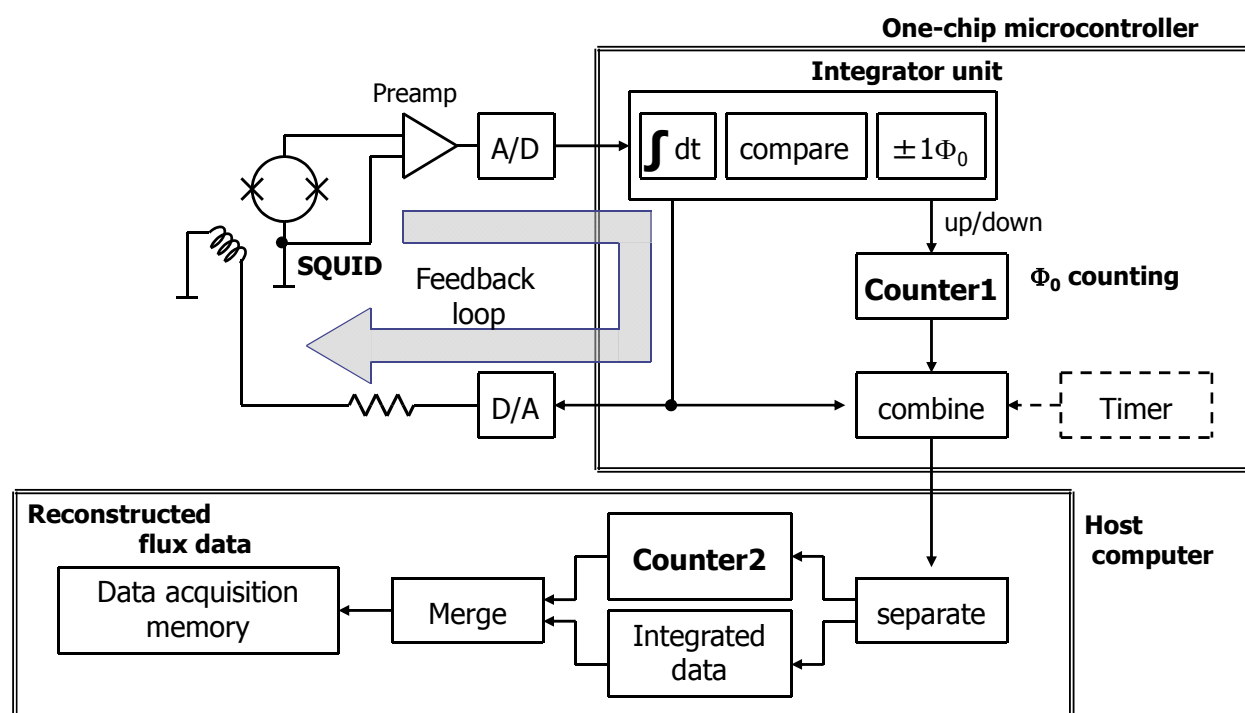 One-chip microcontroller
Integrator unit
Preamp
A/D
∫ dt
compare
±1Φ₀
up/down
SQUID
Feedback
loop
Counter1
Φ₀ counting
D/A
combine
Timer
Reconstructed
flux data
Host
computer
Counter2
Data acquisition
memory
Merge
separate
Integrated
data